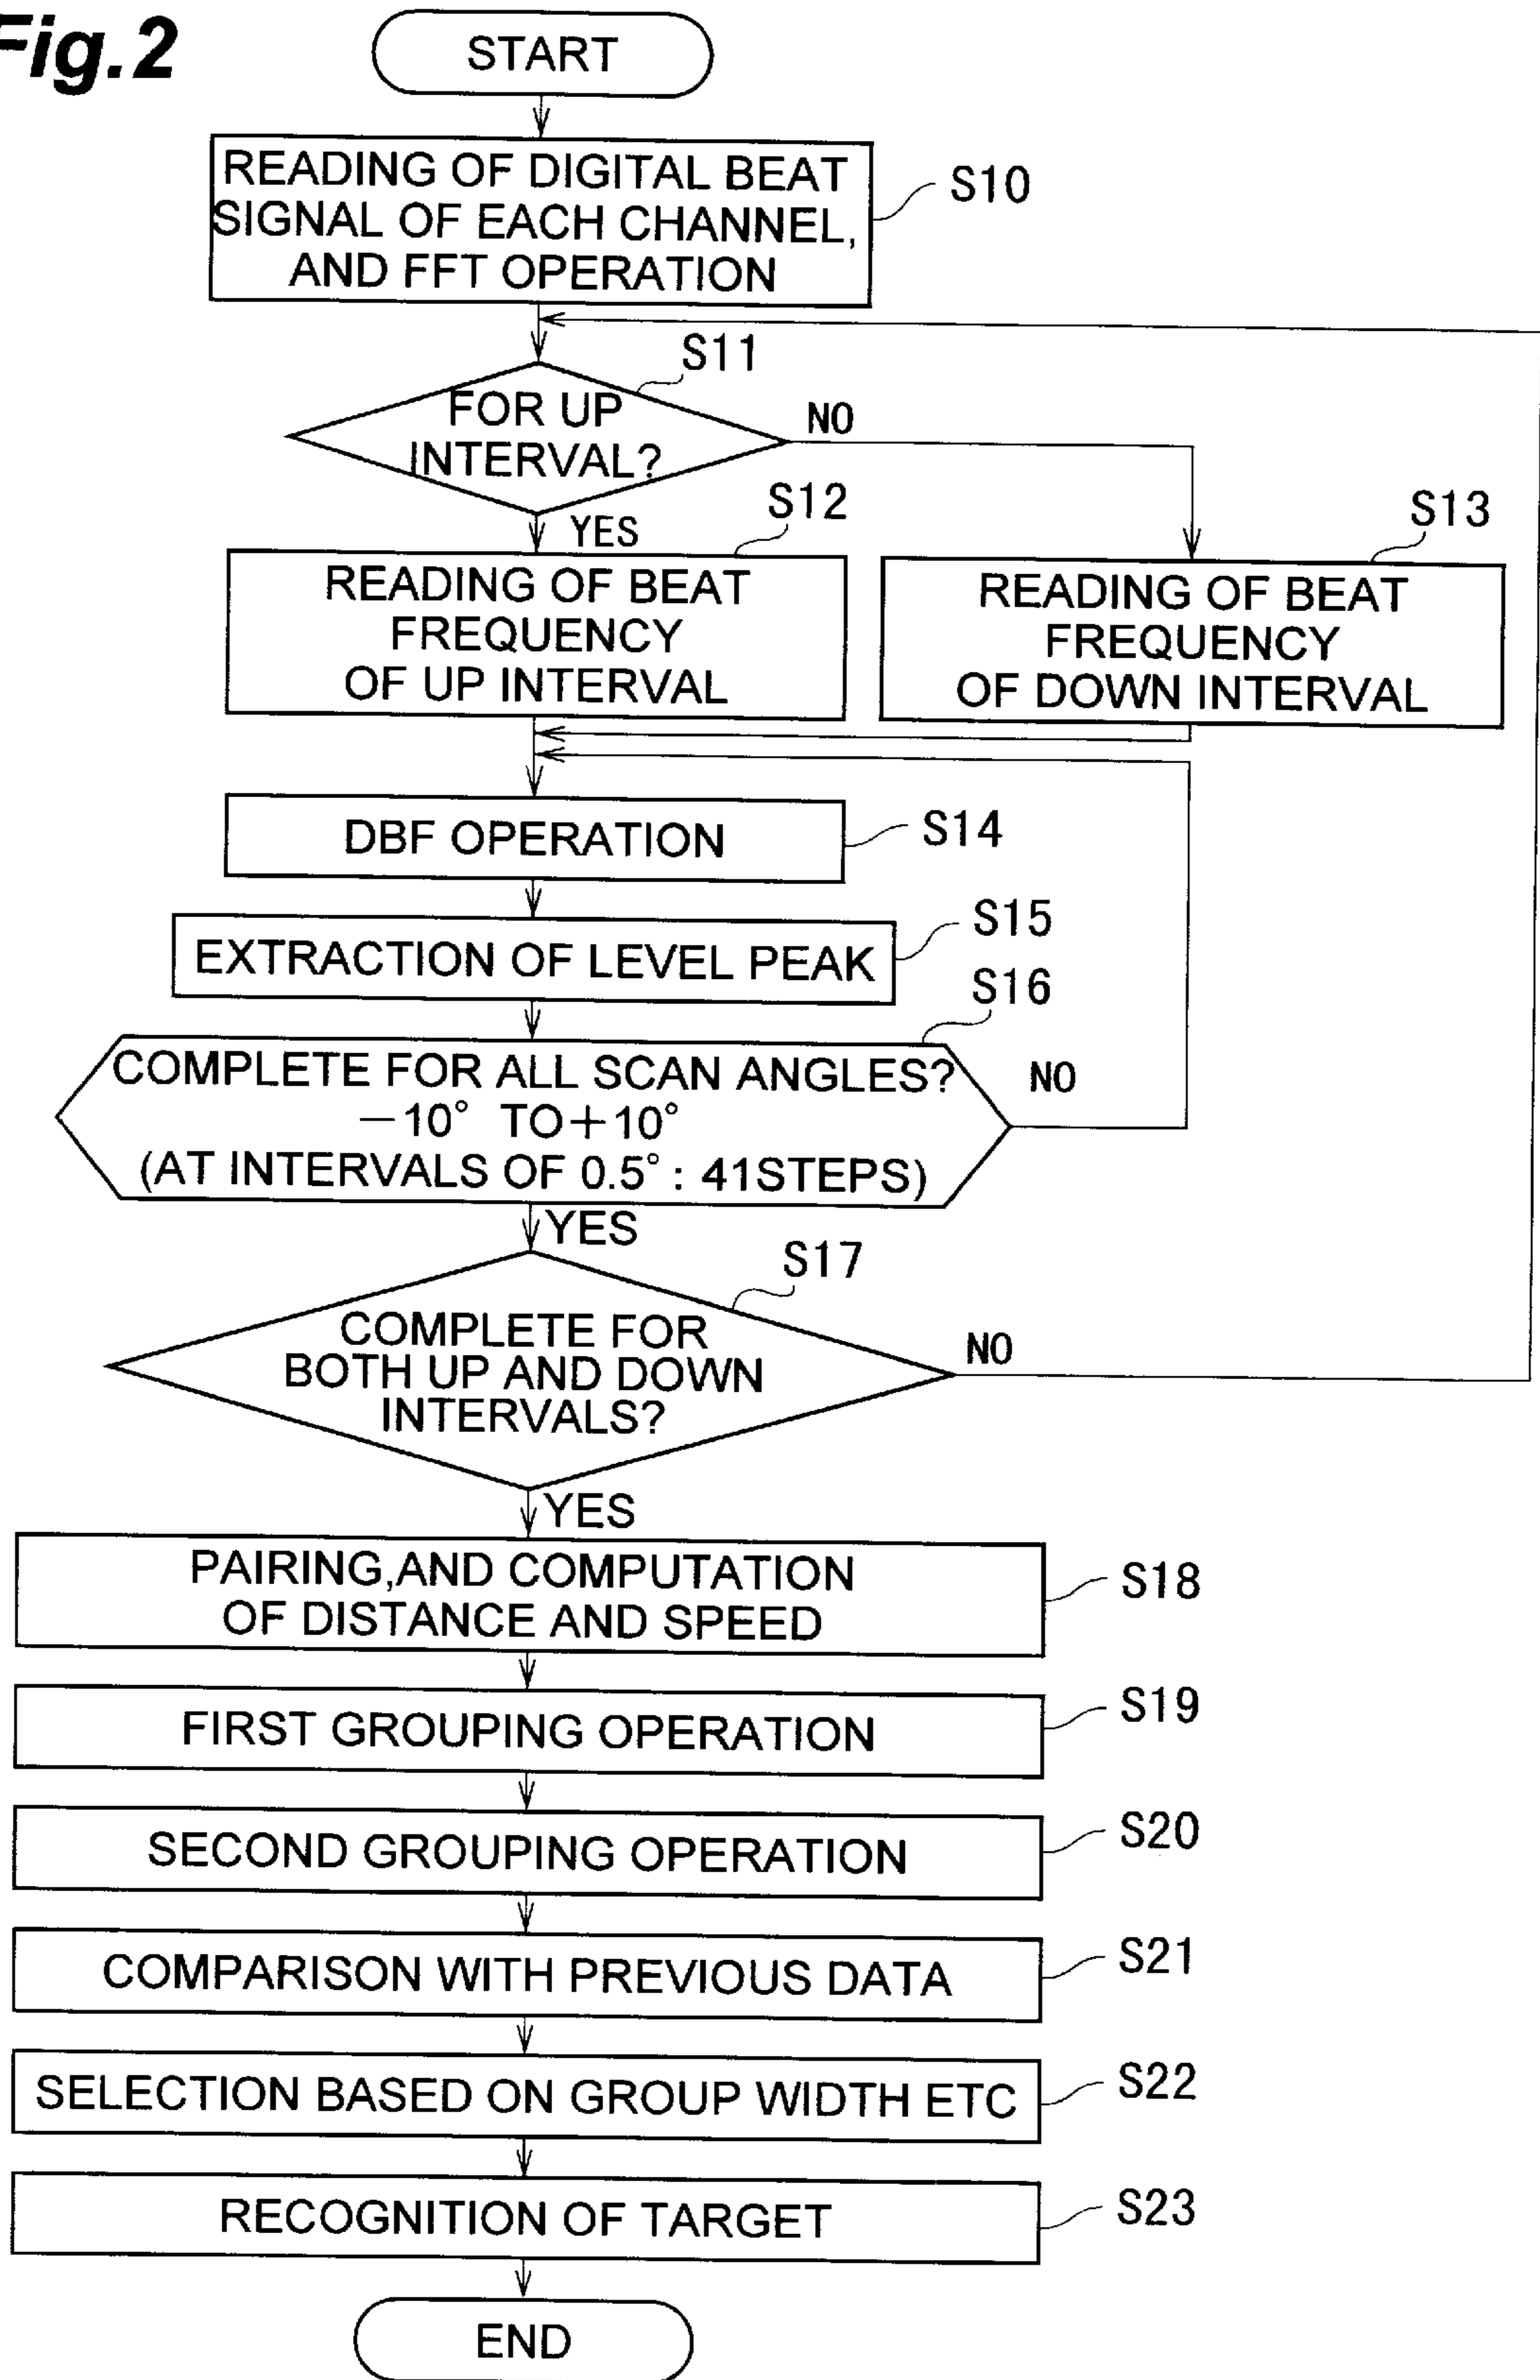 Fig.2
START
READING OF DIGITAL BEAT
SIGNAL OF EACH CHANNEL,
AND FFT OPERATION
S10
S11
FOR UP
INTERVAL?
NO
YES
S12
READING OF BEAT
FREQUENCY
OF UP INTERVAL
S13
READING OF BEAT
FREQUENCY
OF DOWN INTERVAL
DBF OPERATION
S14
EXTRACTION OF LEVEL PEAK
S15
S16
COMPLETE FOR ALL SCAN ANGLES?
−10° TO+10°
(AT INTERVALS OF 0.5° : 41STEPS)
NO
YES
S17
COMPLETE FOR
BOTH UP AND DOWN
INTERVALS?
NO
YES
PAIRING,AND COMPUTATION
OF DISTANCE AND SPEED
S18
FIRST GROUPING OPERATION
S19
SECOND GROUPING OPERATION
S20
COMPARISON WITH PREVIOUS DATA
S21
SELECTION BASED ON GROUP WIDTH ETC
S22
RECOGNITION OF TARGET
S23
END